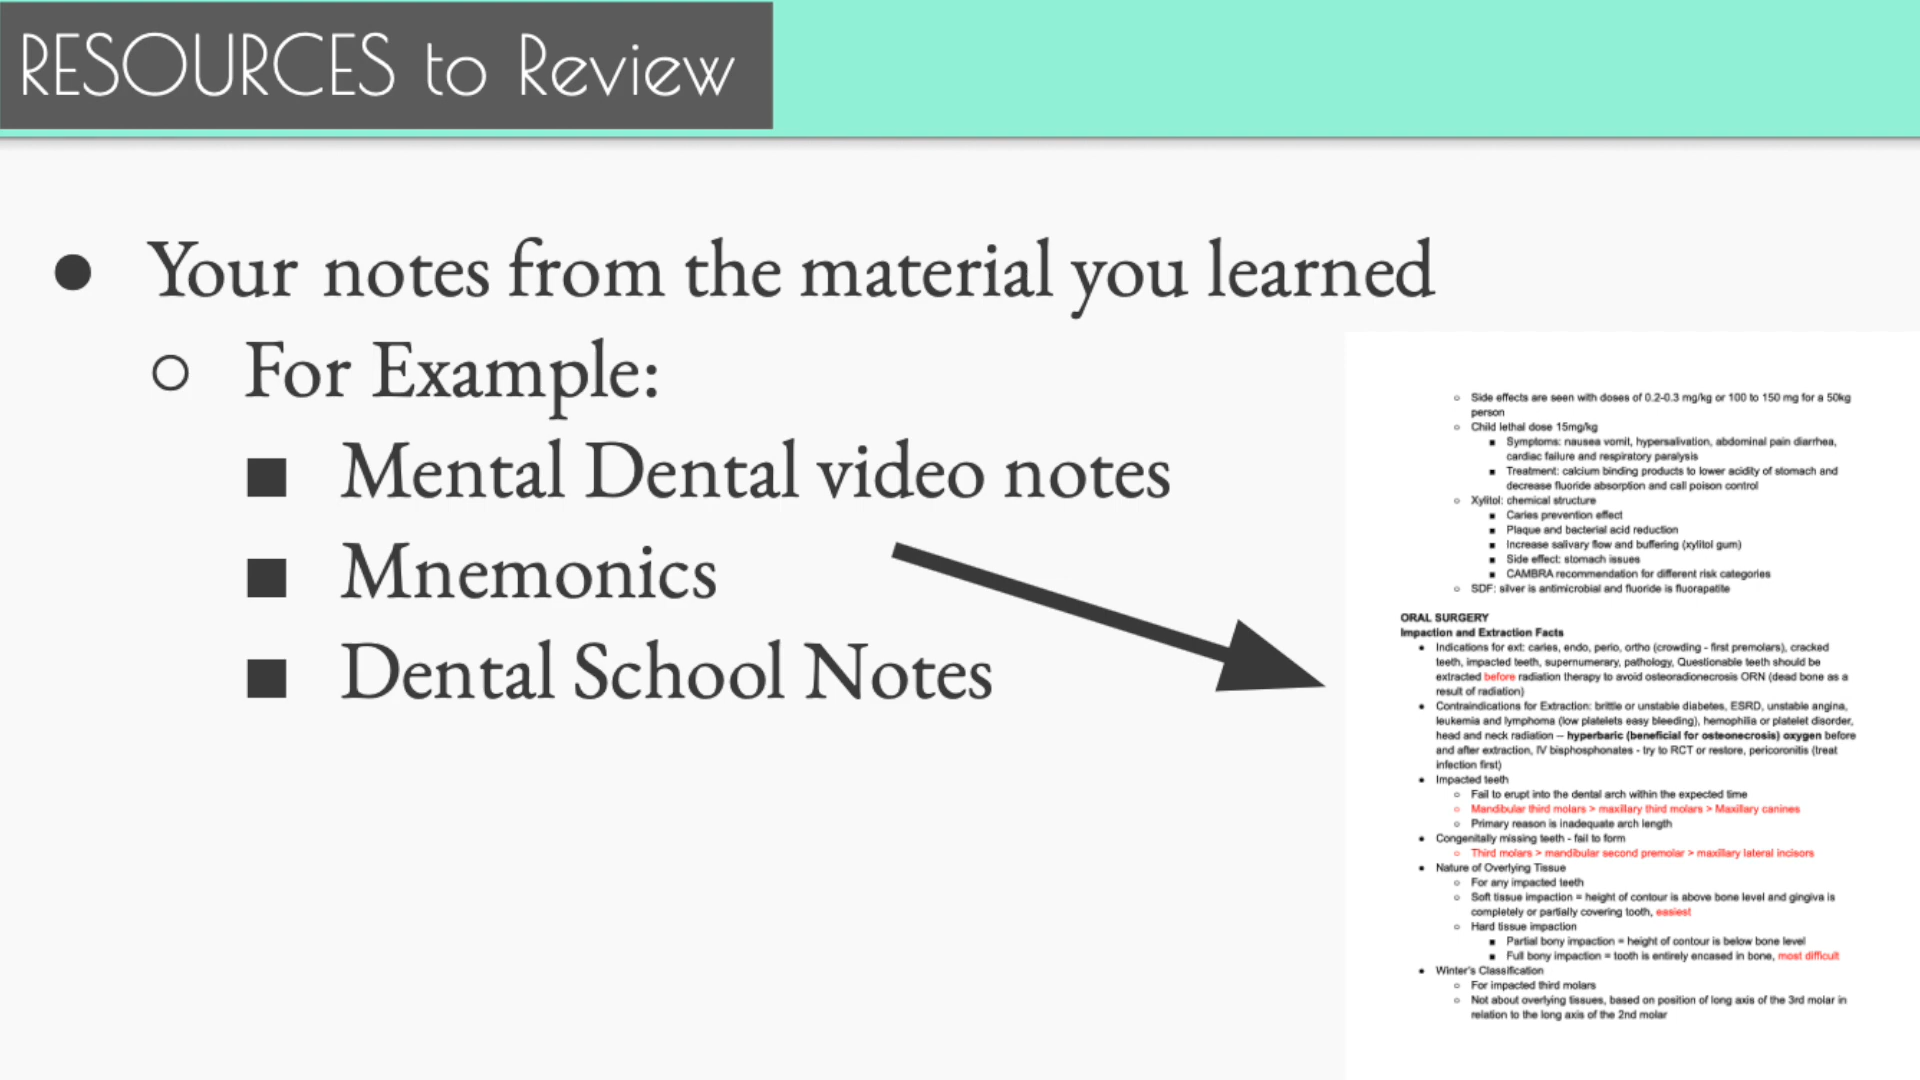 RESOURCES to Review
● Your notes from the material you learned
○ For Example:
■ Mental Dental video notes
■ Mnemonics
■ Dental School Notes
○ Side effects are seen with doses of 0.2-0.3 mg/kg or 100 to 150 mg for a 50kg
person
○ Child lethal dose 15mg/kg
■ Symptoms: nausea vomit, hypersalivation, abdominal pain diarrhea,
cardiac failure and respiratory paralysis
■ Treatment: calcium binding products to lower acidity of stomach and
decrease fluoride absorption and call poison control
○ Xylitol: chemical structure
■ Caries prevention effect
■ Plaque and bacterial acid reduction
■ Increase salivary flow and buffering (xylitol gum)
■ Side effect: stomach issues
■ CAMBRA recommendation for different risk categories
○ SDF: silver is antimicrobial and fluoride is fluorapatite
ORAL SURGERY
Impaction and Extraction Facts
● Indications for ext: caries, endo, perio, ortho (crowding - first premolars), cracked
teeth, impacted teeth, supernumerary, pathology, Questionable teeth should be
extracted before radiation therapy to avoid osteoradionecrosis ORN (dead bone as a
result of radiation)
● Contraindications for Extraction: brittle or unstable diabetes, ESRD, unstable angina,
leukemia and lymphoma (low platelets easy bleeding), hemophilia or platelet disorder,
head and neck radiation -- hyperbaric (beneficial for osteonecrosis) oxygen before
and after extraction, IV bisphosphonates - try to RCT or restore, pericoronitis (treat
infection first)
● Impacted teeth
○ Fail to erupt into the dental arch within the expected time
○ Mandibular third molars > maxillary third molars > Maxillary canines
○ Primary reason is inadequate arch length
● Congenitally missing teeth - fail to form
○ Third molars > mandibular second premolar > maxillary lateral incisors
● Nature of Overlying Tissue
○ For any impacted teeth
○ Soft tissue impaction = height of contour is above bone level and gingiva is
completely or partially covering tooth, easiest
○ Hard tissue impaction
■ Partial bony impaction = height of contour is below bone level
■ Full bony impaction = tooth is entirely encased in bone, most difficult
● Winter's Classification
○ For impacted third molars
○ Not about overlying tissues, based on position of long axis of the 3rd molar in
relation to the long axis of the 2nd molar